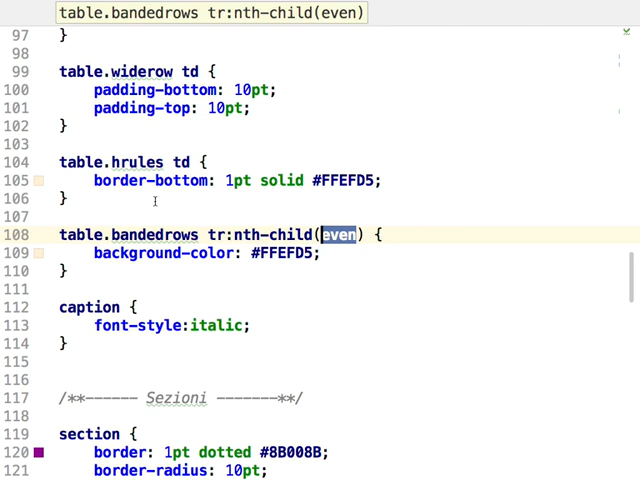 table.bandedrows tr:nth-child(even)
97 }
98
99 table.widerow td {
100 padding-bottom: 10pt;
101 padding-top: 10pt;
102 }
103
104 table.hrules td {
105 border-bottom: 1pt solid #FFEFD5;
106 }
107
108 table.bandedrows tr:nth-child(even) {
109 background-color: #FFEFD5;
110 }
111
112 caption {
113 font-style:italic;
114 }
115
116
117 /**------ Sezioni -------**/
118
119 section {
120 border: 1pt dotted #8B008B;
121 border-radius: 10pt;